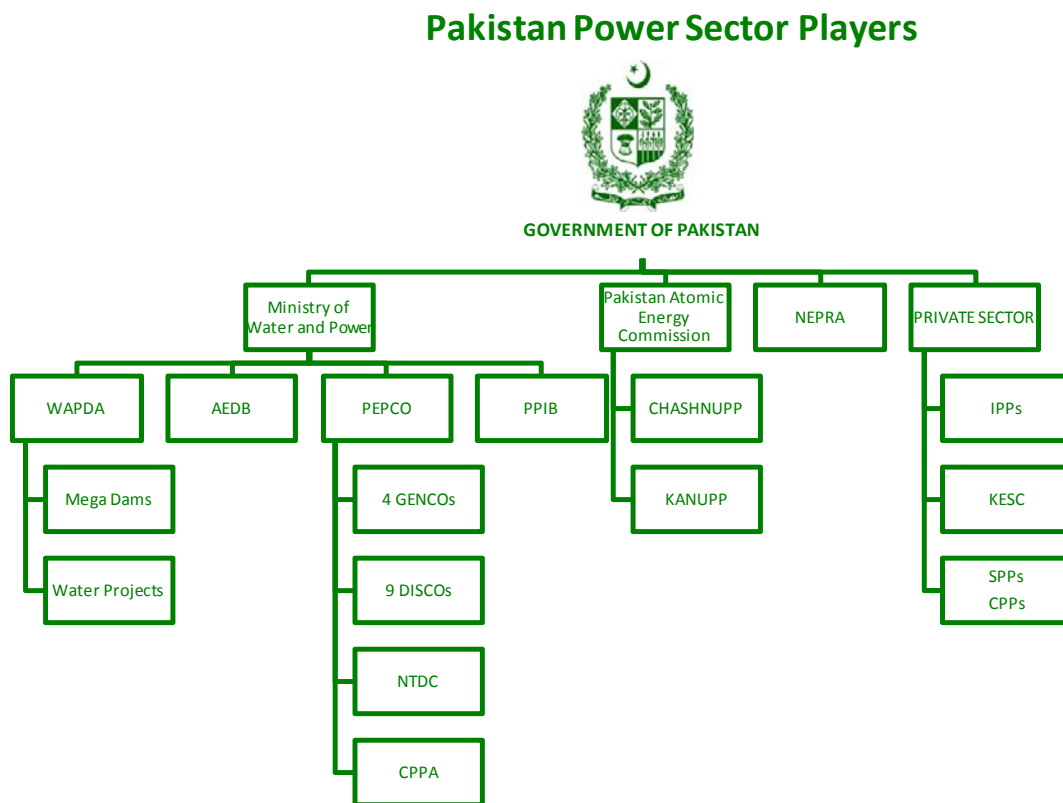 Pakistan Power Sector Players
GOVERNMENT OF PAKISTAN
Ministry of
Water and Power
Pakistan Atomic
Energy
Commission
NEPRA
PRIVATE SECTOR
WAPDA
AEDB
PEPCO
PPIB
CHASHNUPP
IPPs
Mega Dams
4 GENCOs
KANUPP
KESC
Water Projects
9 DISCOs
SPPs
CPPs
NTDC
CPPA